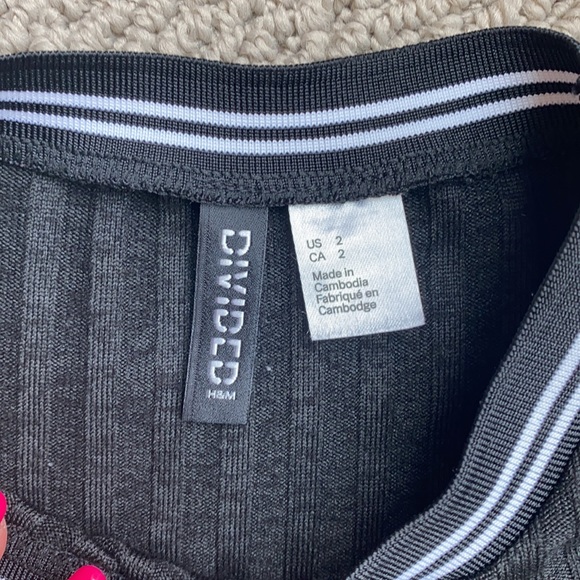 DIVIDED
H&M
US 2
CA 2
Made in
Cambodia
Fabriqué en
Cambodge